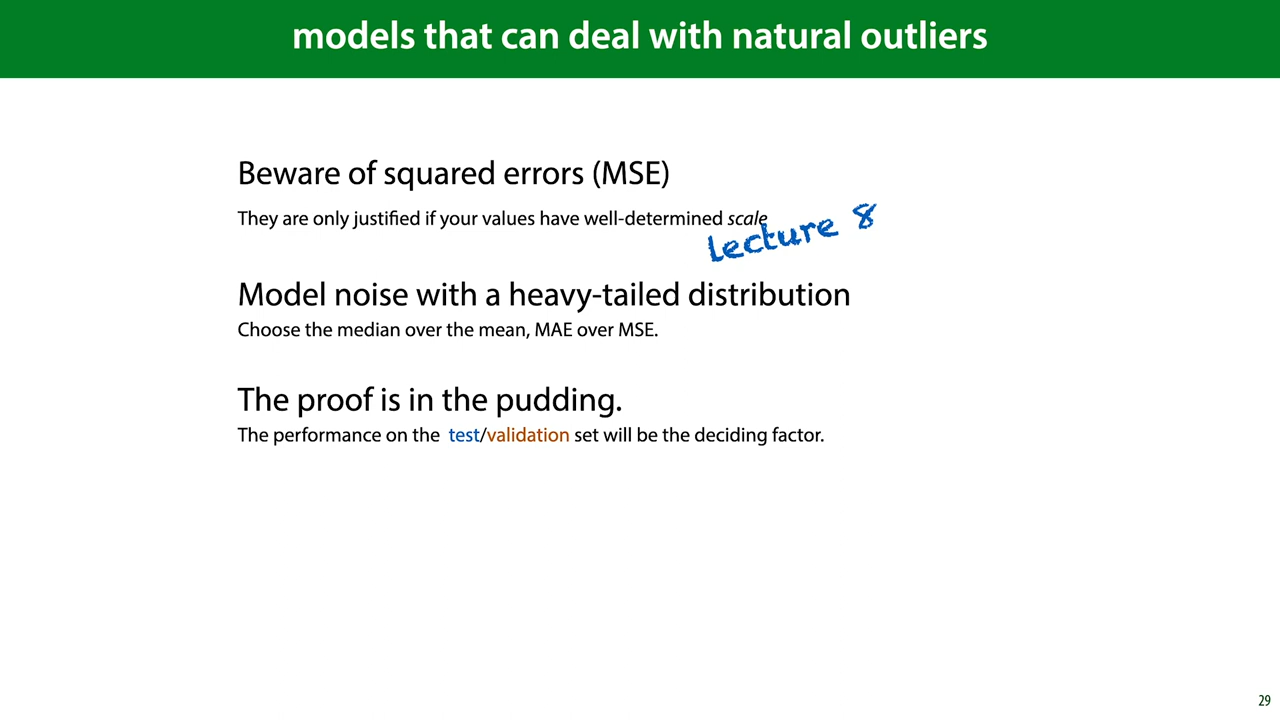 models that can deal with natural outliers
Beware of squared errors (MSE)
They are only justified if your values have well-determined scale
lecture 8
Model noise with a heavy-tailed distribution
Choose the median over the mean, MAE over MSE.
The proof is in the pudding.
The performance on the test/validation set will be the deciding factor.
29